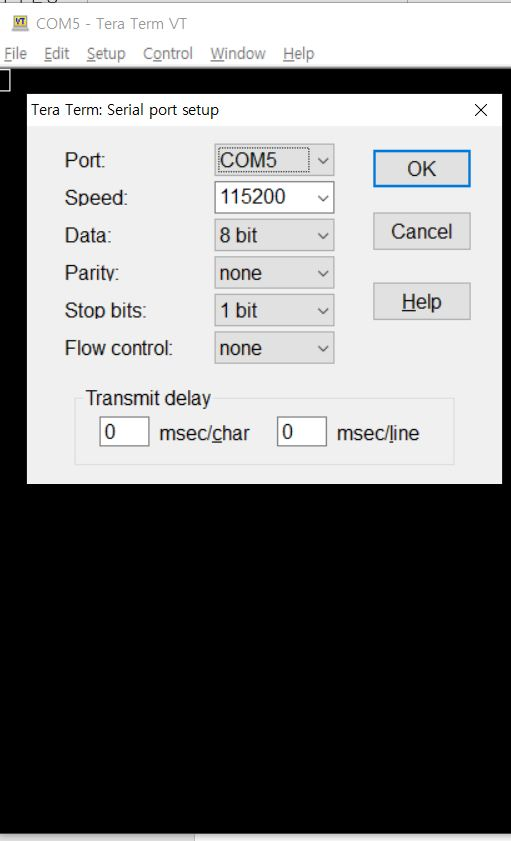 COM5 - Tera Term VT
File Edit Setup Control Window Help
Tera Term: Serial port setup
Port: COM5 OK
Speed: 115200
Data: 8 bit Cancel
Parity: none
Stop bits: 1 bit Help
Flow control: none
Transmit delay
0 msec/char 0 msec/line